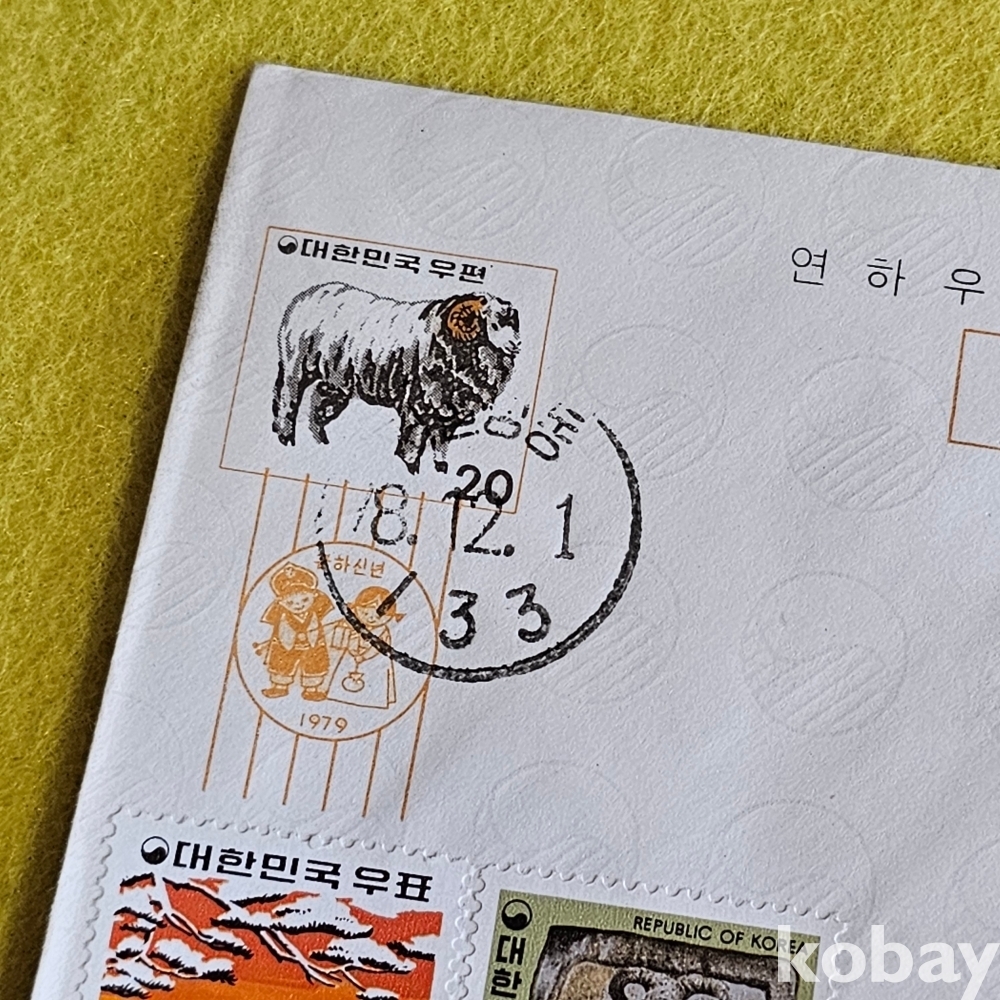 대한민국우편
연 하 우
20
78.12. 1
33
하신년
1979
대한민국우표
REPUBLIC OF KOREA
대한
kobay